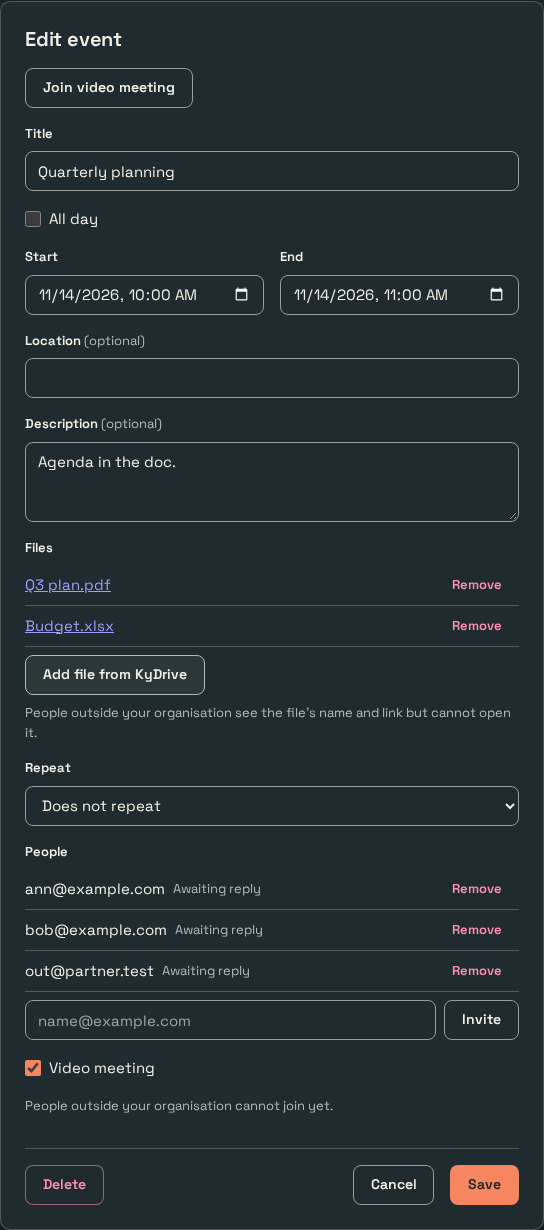 Edit event
Join video meeting
Title
Quarterly planning
All day
Start
End
11/14/2026, 10:00 AM
11/14/2026, 11:00 AM
Location (optional)
Description (optional)
Agenda in the doc.
Files
Q3 plan.pdf
Remove
Budget.xlsx
Remove
Add file from KyDrive
People outside your organisation see the file's name and link but cannot open
it.
Repeat
Does not repeat
People
ann@example.com Awaiting reply
Remove
bob@example.com Awaiting reply
Remove
out@partner.test Awaiting reply
Remove
name@example.com
Invite
Video meeting
People outside your organisation cannot join yet.
Delete
Cancel
Save